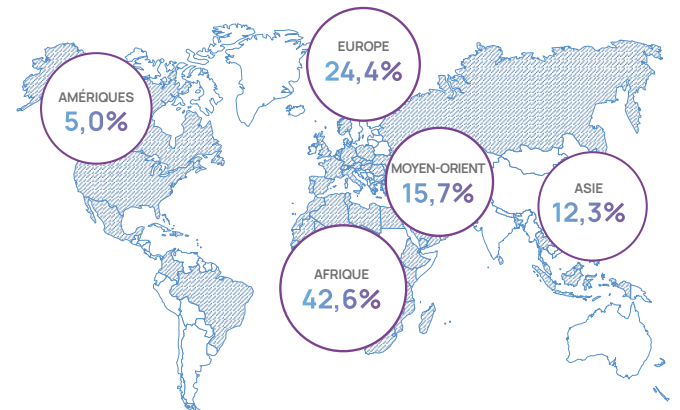 EUROPE
24,4%
AMÉRIQUES
5,0%
MOYEN-ORIENT
15,7%
ASIE
12,3%
AFRIQUE
42,6%